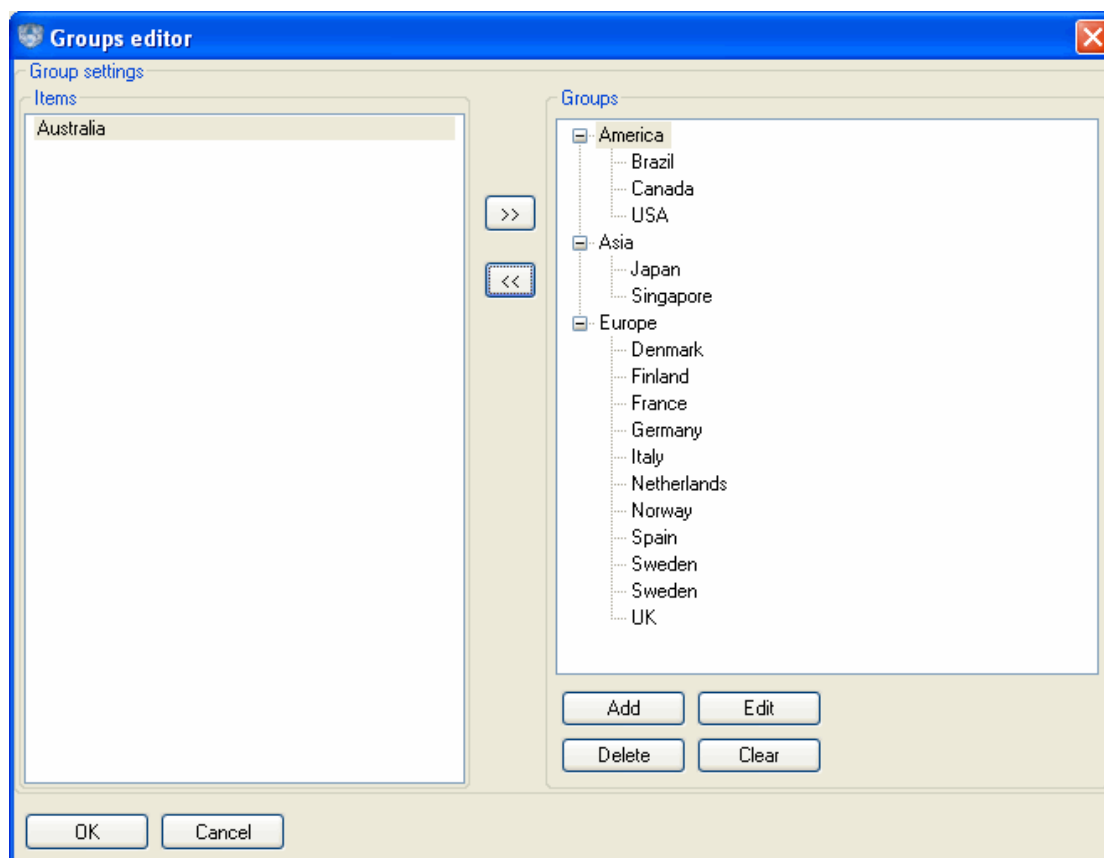 Groups editor
Group settings
Items
Australia
>>
<<
Groups
America
Brazil
Canada
USA
Asia
Japan
Singapore
Europe
Denmark
Finland
France
Germany
Italy
Netherlands
Norway
Spain
Sweden
Sweden
UK
Add Edit
Delete Clear
OK Cancel